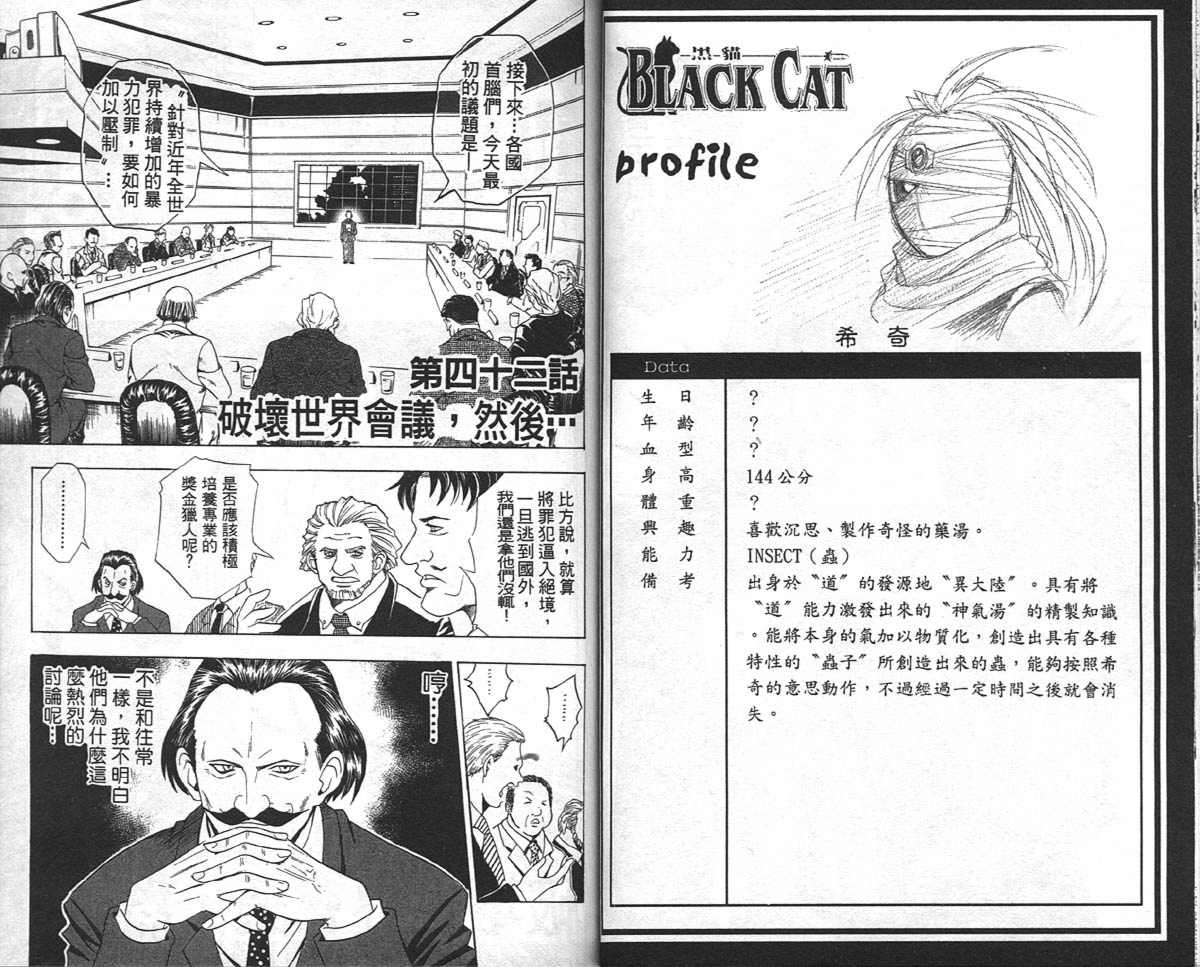 黑猫
BLACK CAT
profile
希奇
Data
生日 ?
年齡 ?
血型 ?
身高 144公分
體重 ?
興趣 喜歡沉思、製作奇怪的藥湯。
能力 INSECT(蟲)
備考 出身於〝道〞的發源地〝異大陸〞。具有將
〝道〞能力激發出來的〝神氣湯〞的精製知識
。能將本身的氣加以物質化,創造出具有各種
特性的〝蟲子〞所創造出來的蟲,能夠按照希
奇的意思動作,不過經過一定時間之後就會消
失。
接下來…各國
首腦們,今天最
初的議題是—
〝針對近年全世
界持續增加的暴
力犯罪,要如何
加以壓制〞…
第四十三話
破壞世界會議,然後…
比方說,就算
將罪犯逼入絕境,
一旦逃到國外,
我們還是拿他們沒輒!
是否應該積極
培養專業的
獎金獵人呢?
…………
……
……
哼……
不是和往常
一樣,我不明白
他們為什麼這
麼熱烈的
討論呢…